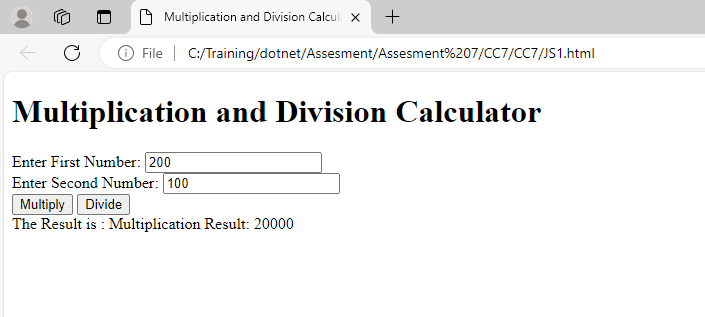 Multiplication and Division Calcul
File | C:/Training/dotnet/Assesment/Assesment%207/CC7/CC7/JS1.html
Multiplication and Division Calculator
Enter First Number: 200
Enter Second Number: 100
Multiply Divide
The Result is : Multiplication Result: 20000